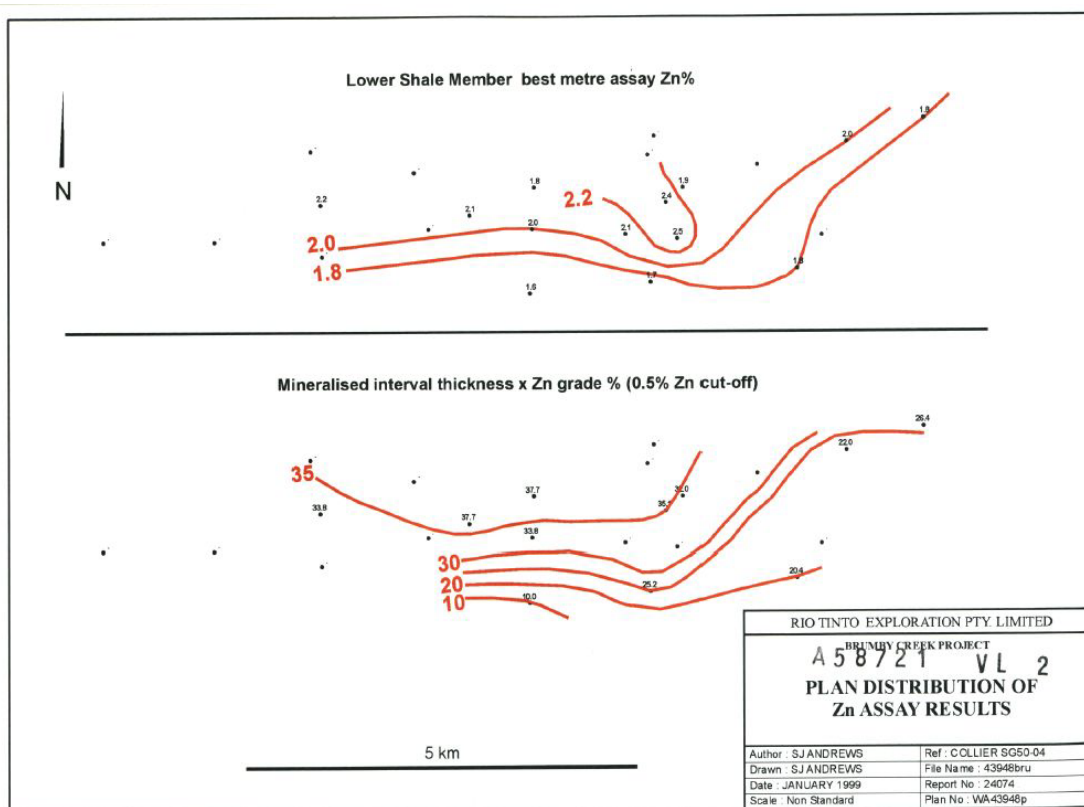 Lower Shale Member best metre assay Zn%
N
1.8
2.0
1.9
1.8
2.4
2.2
2.2
2.1
2.0
2.1
2.5
2.0
1.8
1.8
1.7
1.6
Mineralised interval thickness x Zn grade % (0.5% Zn cut-off)
26.4
22.0
35
37.7
33.8
37.7
33.8
30
20
25.2
20.4
10
10.0
5 km
RIO TINTO EXPLORATION PTY. LIMITED
BRUMBY CREEK PROJECT
A 58721 VL 2
PLAN DISTRIBUTION OF
Zn ASSAY RESULTS
Author : SJ ANDREWS
Ref : COLLIER SG50-04
Drawn : SJ ANDREWS
File Name : 43948bru
Date : JANUARY 1999
Report No : 24074
Scale : Non Standard
Plan No : WA43948p